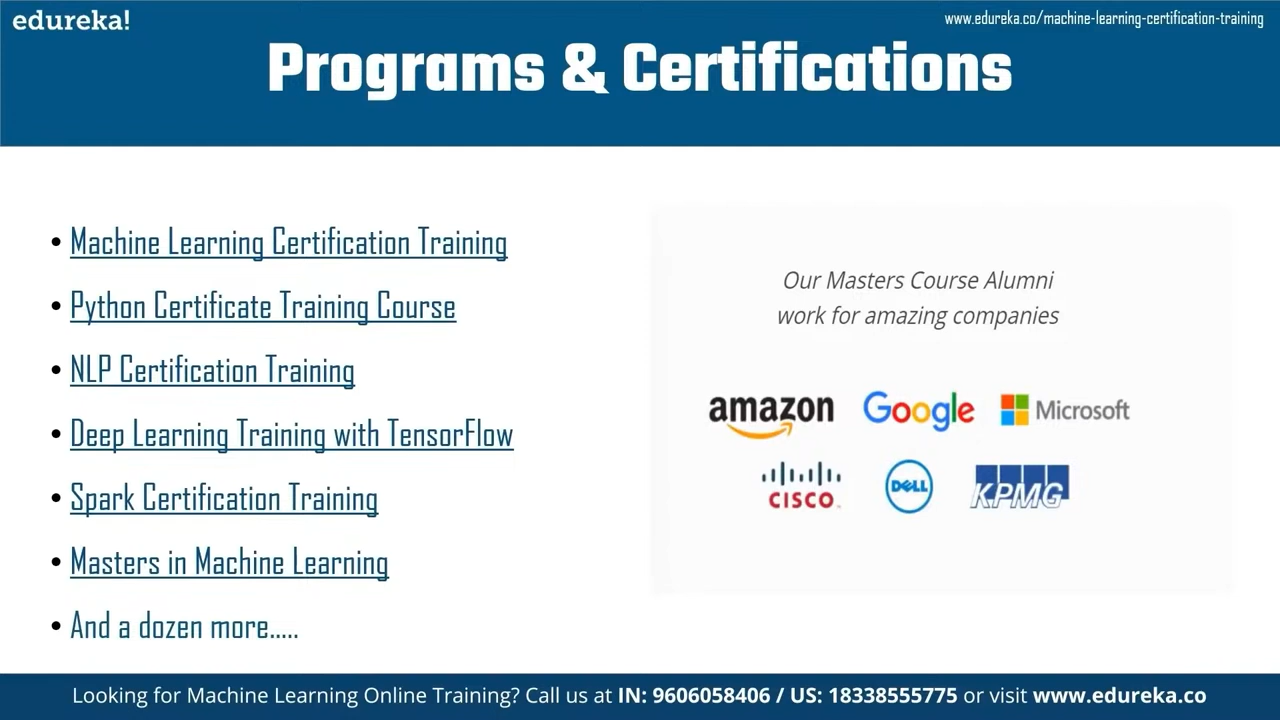 edureka!
www.edureka.co/machine-learning-certification-training
Programs & Certifications
• Machine Learning Certification Training
• Python Certificate Training Course
• NLP Certification Training
• Deep Learning Training with TensorFlow
• Spark Certification Training
• Masters in Machine Learning
• And a dozen more.....
Our Masters Course Alumni
work for amazing companies
amazon Google Microsoft
CISCO DELL KPMG
Looking for Machine Learning Online Training? Call us at IN: 9606058406 / US: 18338555775 or visit www.edureka.co